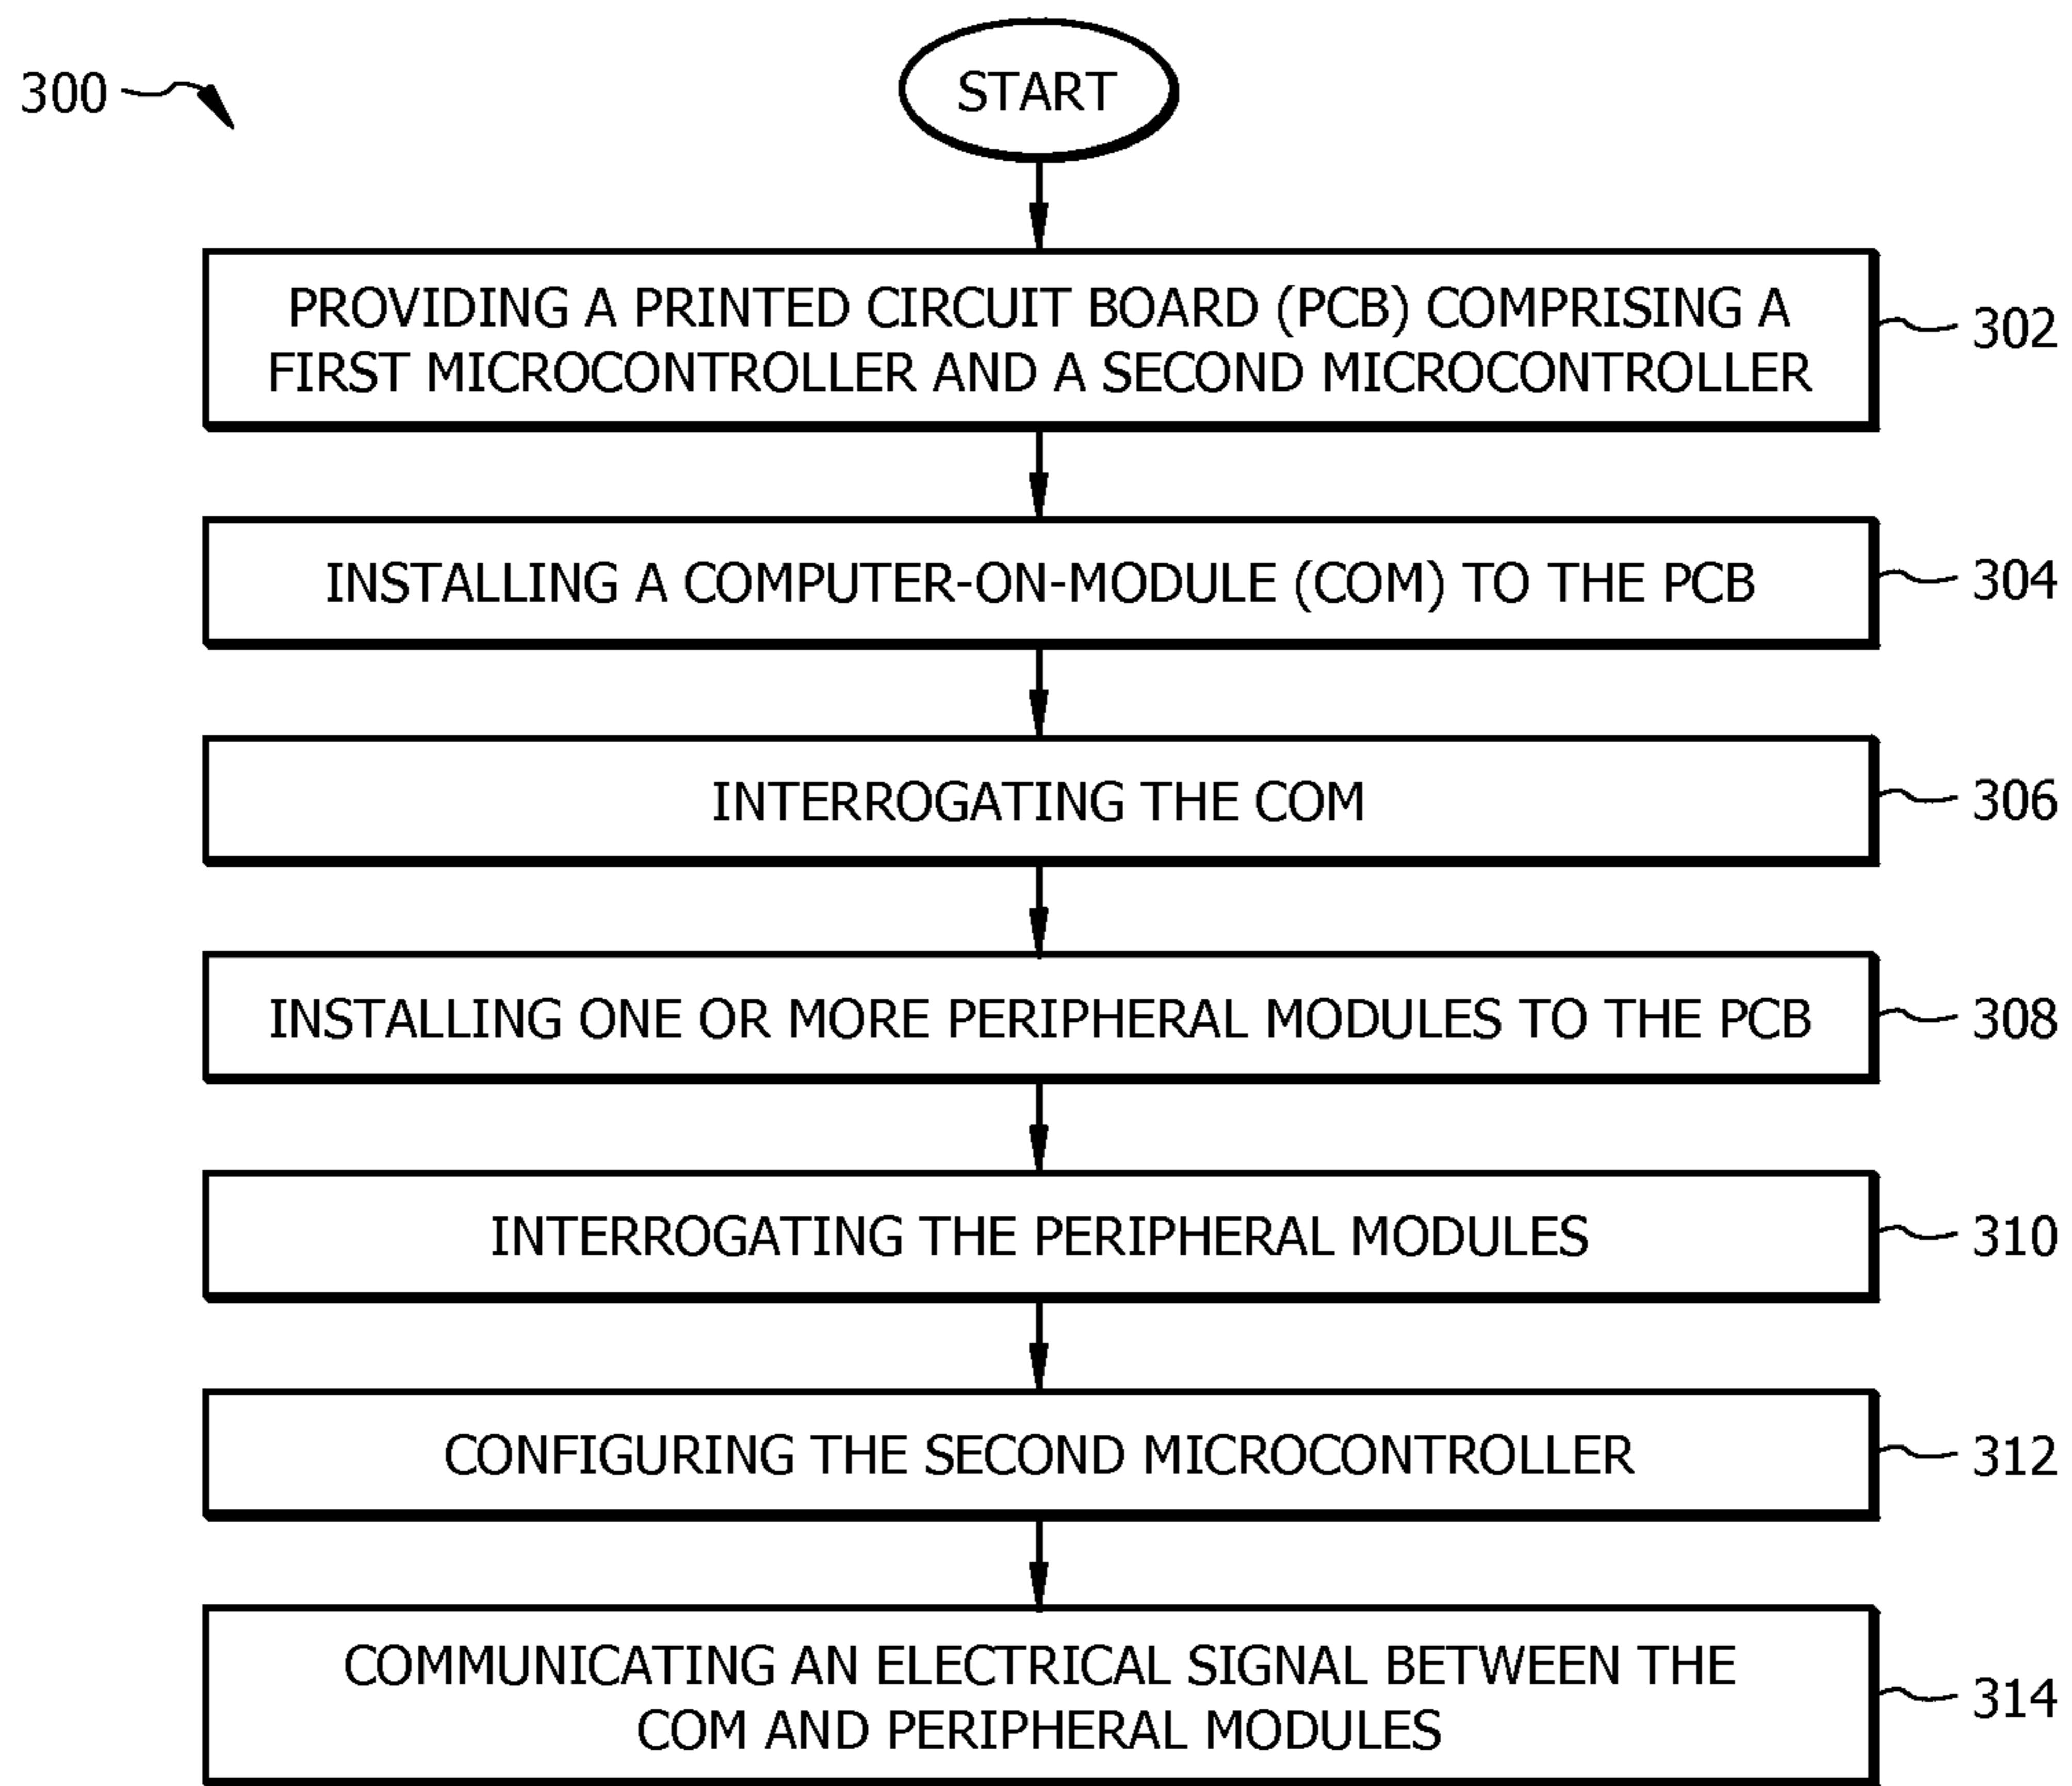 300
START
PROVIDING A PRINTED CIRCUIT BOARD (PCB) COMPRISING A
FIRST MICROCONTROLLER AND A SECOND MICROCONTROLLER
302
INSTALLING A COMPUTER-ON-MODULE (COM) TO THE PCB
304
INTERROGATING THE COM
306
INSTALLING ONE OR MORE PERIPHERAL MODULES TO THE PCB
308
INTERROGATING THE PERIPHERAL MODULES
310
CONFIGURING THE SECOND MICROCONTROLLER
312
COMMUNICATING AN ELECTRICAL SIGNAL BETWEEN THE
COM AND PERIPHERAL MODULES
314